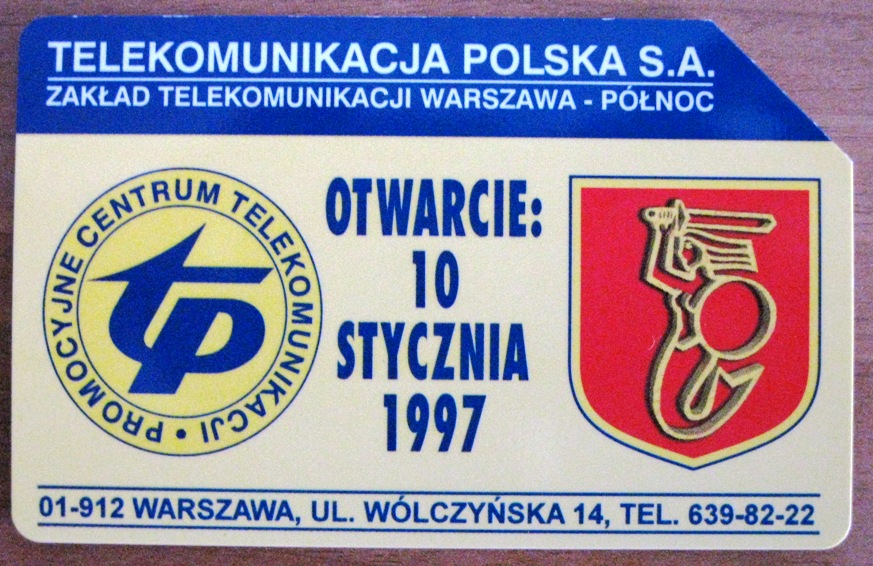 TELEKOMUNIKACJA POLSKA S.A.
ZAKŁAD TELEKOMUNIKACJI WARSZAWA - PÓŁNOC
PROMOCYJNE CENTRUM TELEKOMUNIKACJI •
tp
OTWARCIE:
10
STYCZNIA
1997
01-912 WARSZAWA, UL. WÓLCZYŃSKA 14, TEL. 639-82-22